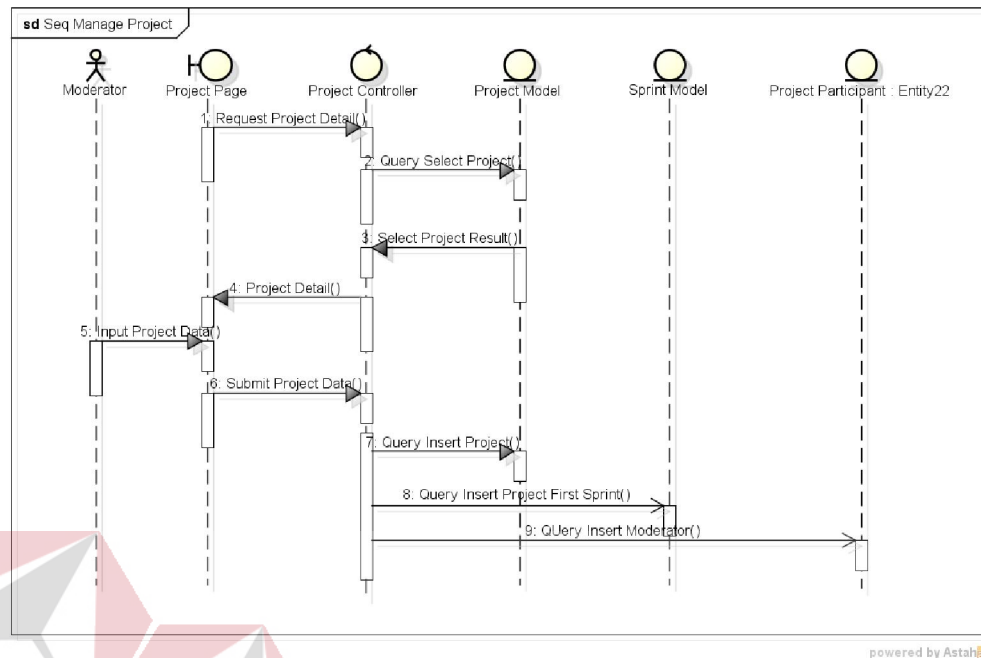 sd Seq Manage Project
Moderator Project Page Project Controller Project Model Sprint Model Project Participant : Entity22
1: Request Project Detail()
2: Query Select Project()
3: Select Project Result()
4: Project Detail()
5: Input Project Data()
6: Submit Project Data()
7: Query Insert Project()
8: Query Insert Project First Sprint()
9: QUery Insert Moderator()
powered by Astah